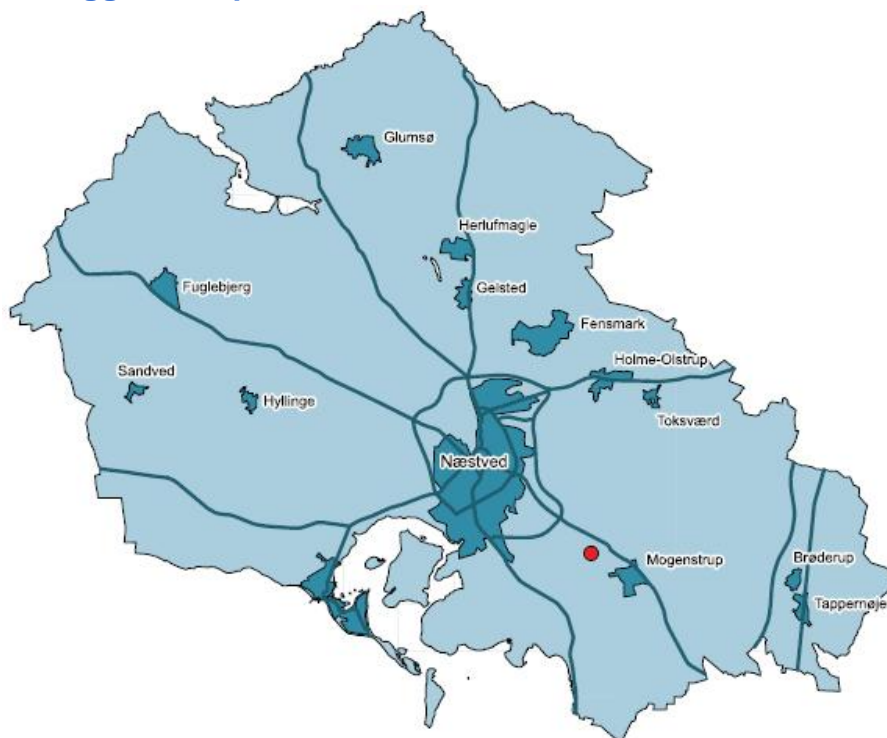 Glumsø
Herlufmagle
Gelsted
Fuglebjerg
Fensmark
Holme-Olstrup
Sandved
Hyllinge
Toksværd
Næstved
Mogenstrup
Brøderup
Tappernøje